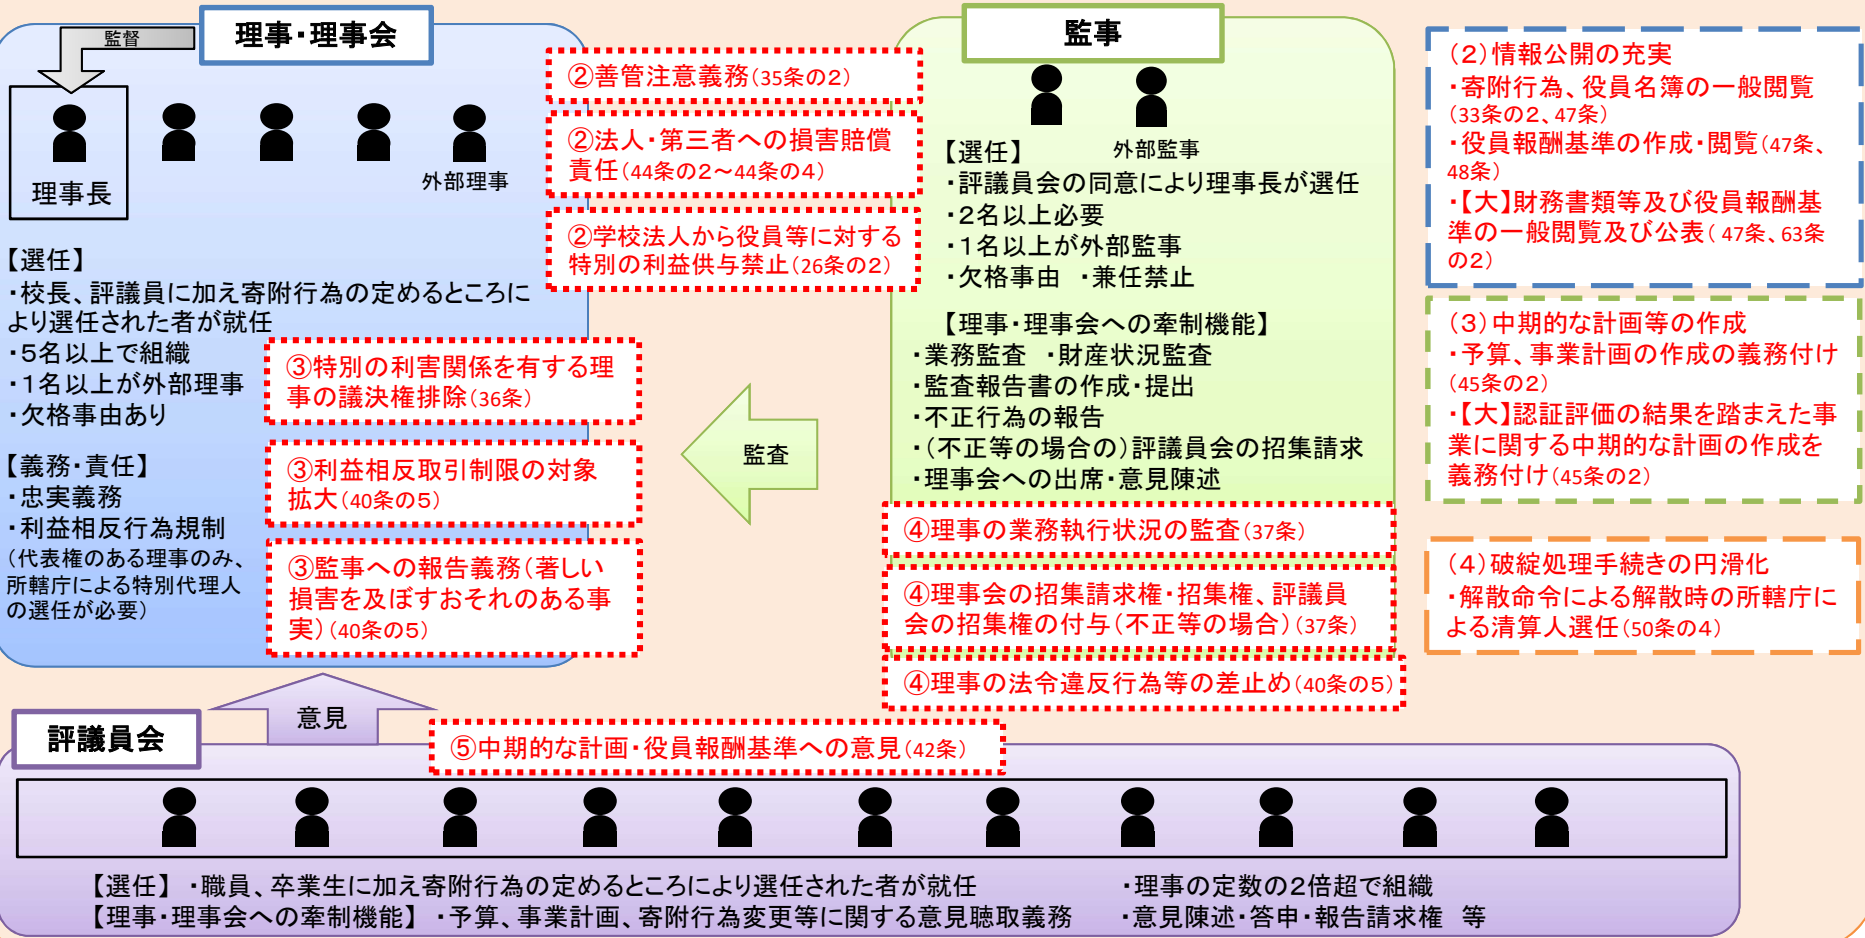 監督
理事・理事会
理事長
外部理事
【選任】
・校長、評議員に加え寄附行為の定めるところに
より選任された者が就任
・５名以上で組織
・１名以上が外部理事
・欠格事由あり
【義務・責任】
・忠実義務
・利益相反行為規制
（代表権のある理事のみ、
所轄庁による特別代理人
の選任が必要）
②善管注意義務（35条の２）
②法人・第三者への損害賠償
責任（44条の２～44条の４）
②学校法人から役員等に対する
特別の利益供与禁止（26条の２）
③特別の利害関係を有する理
事の議決権排除（36条）
③利益相反取引制限の対象
拡大（40条の５）
③監事への報告義務（著しい
損害を及ぼすおそれのある事
実）（40条の５）
監査
監事
外部監事
【選任】
・評議員会の同意により理事長が選任
・２名以上必要
・１名以上が外部監事
・欠格事由　・兼任禁止
【理事・理事会への牽制機能】
・業務監査　・財産状況監査
・監査報告書の作成・提出
・不正行為の報告
・（不正等の場合の）評議員会の招集請求
・理事会への出席・意見陳述
④理事の業務執行状況の監査（37条）
④理事会の招集請求権・招集権、評議員
会の招集権の付与（不正等の場合）（37条）
④理事の法令違反行為等の差止め（40条の５）
（２）情報公開の充実
・寄附行為、役員名簿の一般閲覧
（33条の２、47条）
・役員報酬基準の作成・閲覧（47条、
48条）
・【大】財務書類等及び役員報酬基
準の一般閲覧及び公表（ 47条、63条
の２）
（３）中期的な計画等の作成
・予算、事業計画の作成の義務付け
（45条の２）
・【大】認証評価の結果を踏まえた事
業に関する中期的な計画の作成を
義務付け（45条の２）
（４）破綻処理手続きの円滑化
・解散命令による解散時の所轄庁に
よる清算人選任（50条の４）
意見
評議員会
⑤中期的な計画・役員報酬基準への意見（42条）
【選任】 ・職員、卒業生に加え寄附行為の定めるところにより選任された者が就任　・理事の定数の２倍超で組織
【理事・理事会への牽制機能】 ・予算、事業計画、寄附行為変更等に関する意見聴取義務　・意見陳述・答申・報告請求権　等